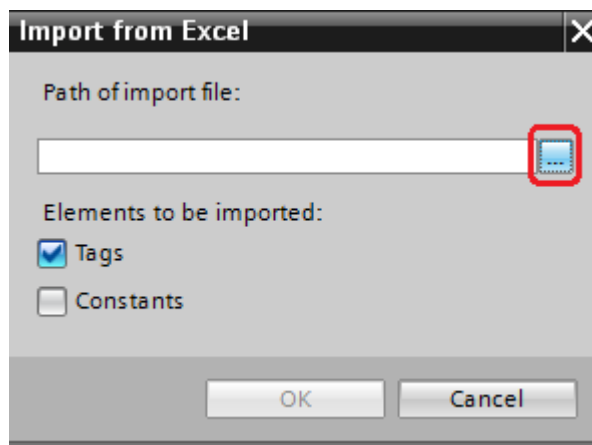 Import from Excel
Path of import file:
...
Elements to be imported:
Tags
Constants
OK
Cancel